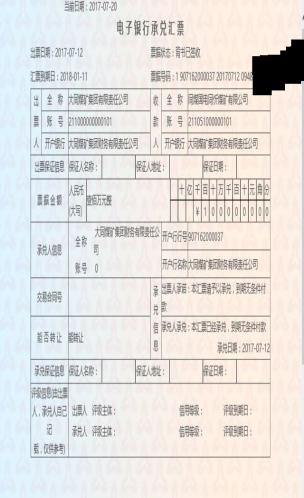 当前日期：2017-07-20
电子银行承兑汇票
出票日期：2017-07-12 票据状态：背书已签收
汇票到期日：2018-01-11 票据号码：1 907162000037 20170712 0948
出票人 全称 大同煤矿集团有限责任公司 收款人 全称 同煤国电同忻煤矿有限公司
账号 211000000000101 账号 211051000000101
开户银行 大同煤矿集团财务有限责任公司 开户银行 大同煤矿集团财务有限责任公司
出票保证信息 保证人名称： 保证人地址： 保证日期：
票据金额 人民币(大写) 壹佰万元整 十亿千百十万千百十元角分
￥100000000
承兑人信息 全称 大同煤矿集团财务有限责任公司 开户行行号 907162000037
账号 0 开户行名称 大同煤矿集团财务有限责任公司
交易合同号 承兑信息 出票人承诺：本汇票请予以承兑，到期无条件付款
能否转让 能转让 承兑人承兑：本汇票已经承兑，到期无条件付款
承兑日期：2017-07-12
承兑保证信息 保证人名称： 保证人地址： 保证日期：
评级信息(由出票人，承兑人自己记载，仅供参考) 出票人 评级主体： 信用等级： 评级到期日：
承兑人 评级主体： 信用等级： 评级到期日：